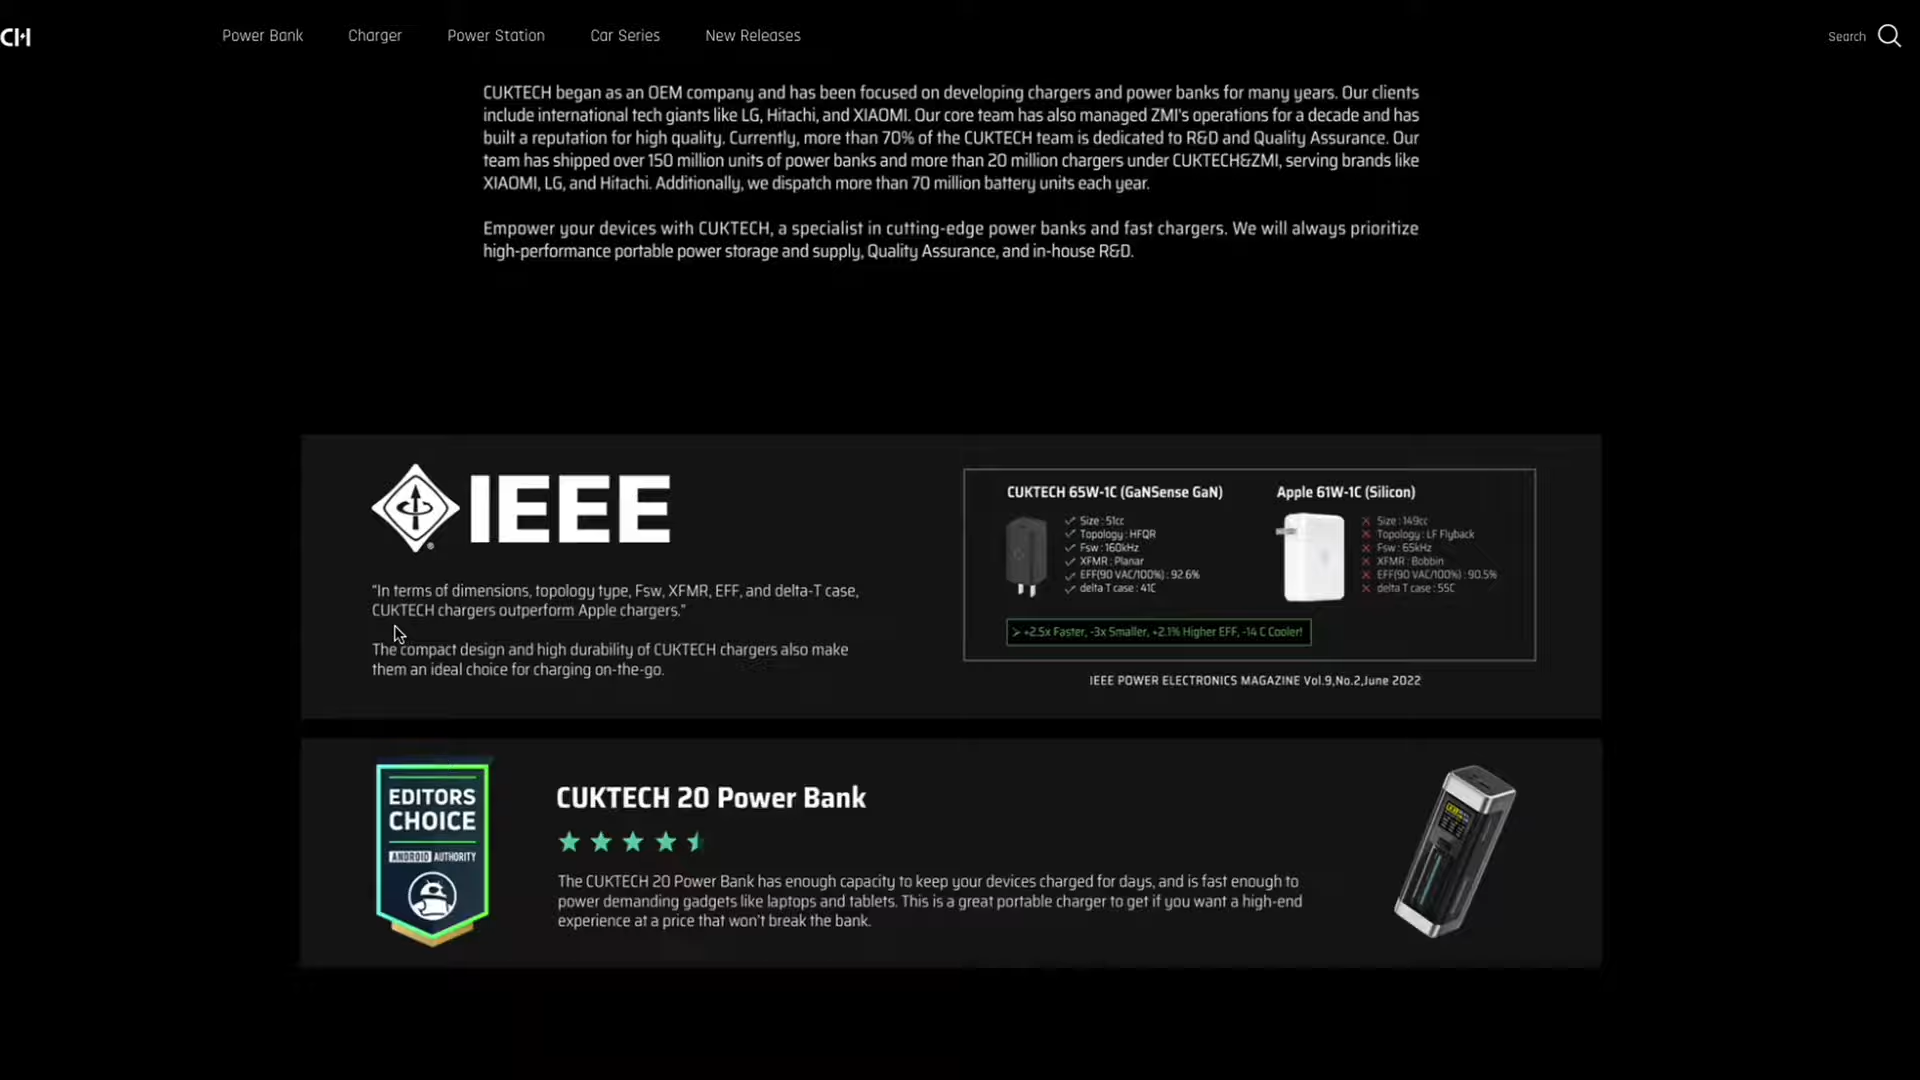 Power Bank
Charger
Power Station
Car Series
New Releases
Search
CUKTECH began as an OEM company and has been focused on developing chargers and power banks for many years. Our clients
include international tech giants like LG, Hitachi, and XIAOMI. Our core team has also managed ZMI's operations for a decade and has
built a reputation for high quality. Currently, more than 70% of the CUKTECH team is dedicated to R&D and Quality Assurance. Our
team has shipped over 150 million units of power banks and more than 20 million chargers under CUKTECH&ZMI, serving brands like
XIAOMI, LG, and Hitachi. Additionally, we dispatch more than 70 million battery units each year.
Empower your devices with CUKTECH, a specialist in cutting-edge power banks and fast chargers. We will always prioritize
high-performance portable power storage and supply, Quality Assurance, and in-house R&D.
IEEE
"In terms of dimensions, topology type, Fsw, XFMR, EFF, and delta-T case,
CUKTECH chargers outperform Apple chargers."
The compact design and high durability of CUKTECH chargers also make
them an ideal choice for charging on-the-go.
CUKTECH 65W-1C (GaNSense GaN)
Size : 51cc
Topology : HFQR
Fsw : 160kHz
XFMR : Planar
EFF(90 VAC/100%) : 92.6%
delta T case : 41C
Apple 61W-1C (Silicon)
Size : 149cc
Topology : LF Flyback
Fsw : 65kHz
XFMR : Bobbin
EFF(90 VAC/100%) : 90.5%
delta T case : 55C
> +2.5x Faster, -3x Smaller, +2.1% Higher EFF, -14 C Cooler!
IEEE POWER ELECTRONICS MAGAZINE Vol.9,No.2,June 2022
EDITORS
CHOICE
ANDROID AUTHORITY
CUKTECH 20 Power Bank
The CUKTECH 20 Power Bank has enough capacity to keep your devices charged for days, and is fast enough to
power demanding gadgets like laptops and tablets. This is a great portable charger to get if you want a high-end
experience at a price that won't break the bank.